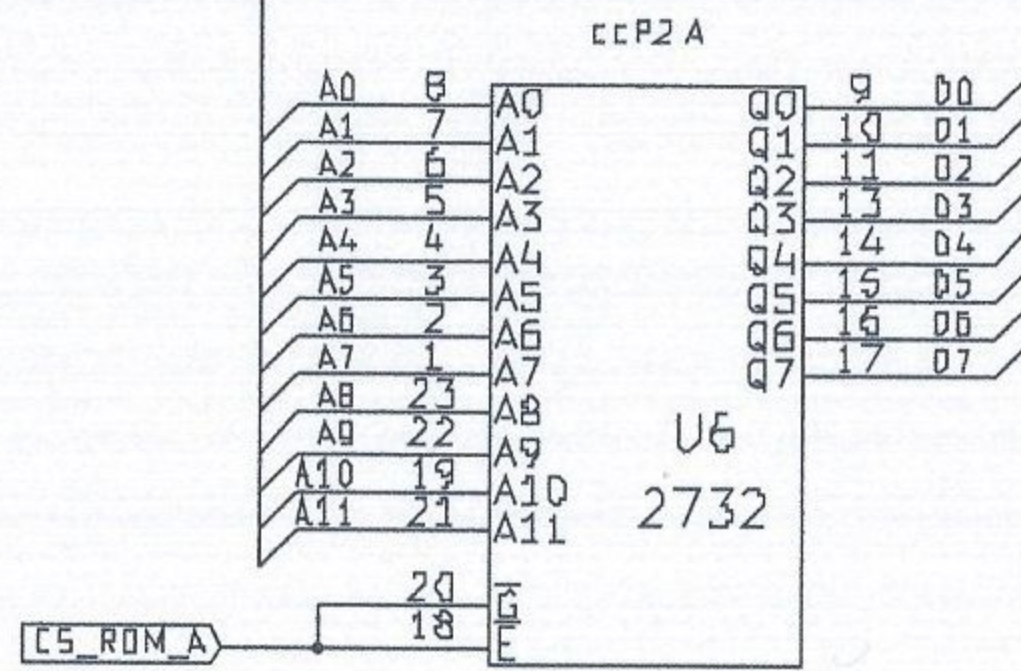 CCP2A
A0 8 A0 Q0 9 D0
A1 7 A1 Q1 10 D1
A2 6 A2 Q2 11 D2
A3 5 A3 Q3 13 D3
A4 4 A4 Q4 14 D4
A5 3 A5 Q5 15 D5
A6 2 A6 Q6 16 D6
A7 1 A7 Q7 17 D7
A8 23 A8
A9 22 A9
A10 19 A10
A11 21 A11
U6
2732
20 G
18 E
CS_ROM_A